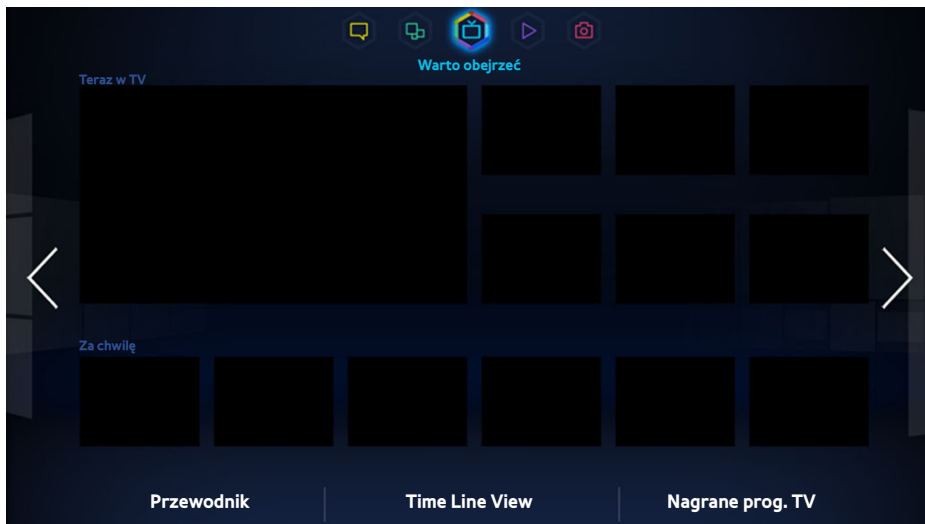 Warto obejrzeć
Teraz w TV
Za chwilę
Przewodnik
Time Line View
Nagrane prog. TV